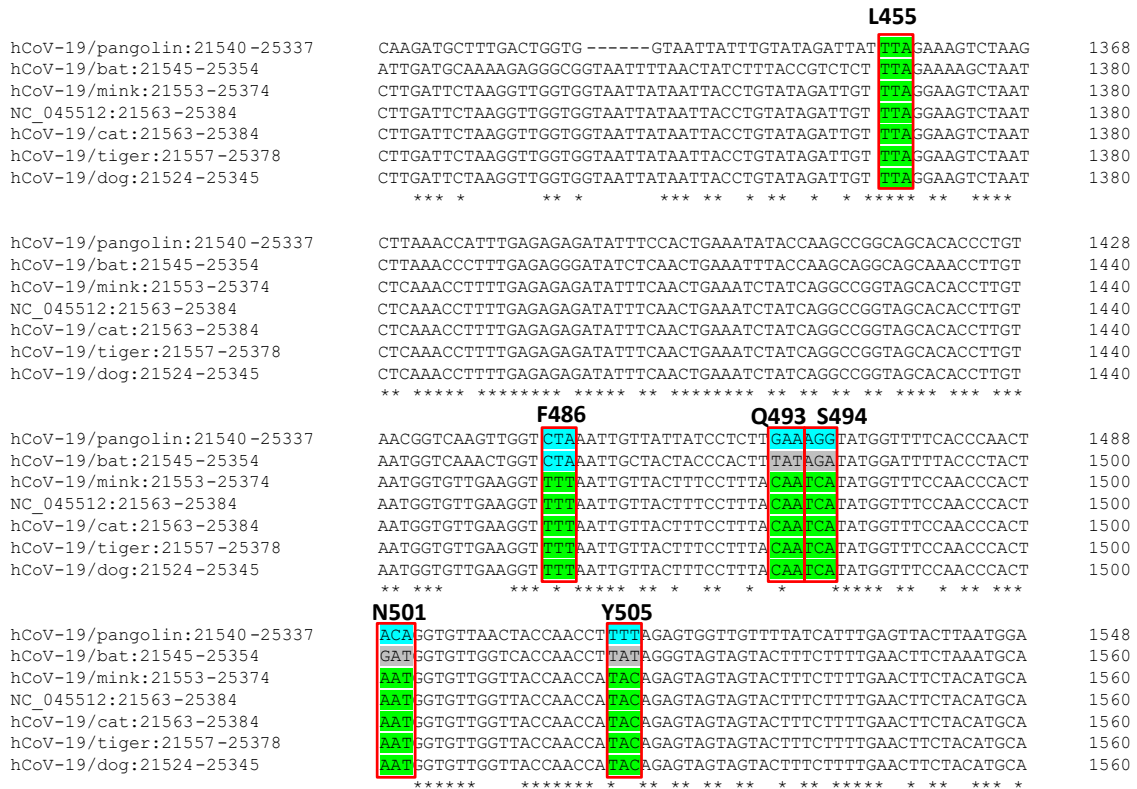 L455
hCoV-19/pangolin:21540-25337 CAAGATGCTTTGACTGGTG------GTAATTATTTGTATAGATTATTTAGAAAGTCTAAG 1368
hCoV-19/bat:21545-25354 ATTGATGCAAAAGAGGGCGGTAATTTTAACTATCTTTACCGTCTCTTTAGAAAAGCTAAT 1380
hCoV-19/mink:21553-25374 CTTGATTCTAAGGTTGGTGGTAATTATAATTACCTGTATAGATTGTTTAGGAAGTCTAAT 1380
NC_045512:21563-25384 CTTGATTCTAAGGTTGGTGGTAATTATAATTACCTGTATAGATTGTTTAGGAAGTCTAAT 1380
hCoV-19/cat:21563-25384 CTTGATTCTAAGGTTGGTGGTAATTATAATTACCTGTATAGATTGTTTAGGAAGTCTAAT 1380
hCoV-19/tiger:21557-25378 CTTGATTCTAAGGTTGGTGGTAATTATAATTACCTGTATAGATTGTTTAGGAAGTCTAAT 1380
hCoV-19/dog:21524-25345 CTTGATTCTAAGGTTGGTGGTAATTATAATTACCTGTATAGATTGTTTAGGAAGTCTAAT 1380
**** * ** * *** ** ** * ** * * ***** ** ****
hCoV-19/pangolin:21540-25337 CTTAAACCATTTGAGAGAGATATTTCCACTGAAATATACCAAGCCGGCAGCACACCCTGT 1428
hCoV-19/bat:21545-25354 CTTAAACCCTTTGAGAGGGATATCTCAACTGAAATTTACCAAGCAGGCAGCAAACCTTGT 1440
hCoV-19/mink:21553-25374 CTCAAACCTTTTGAGAGAGATATTTCAACTGAAATCTATCAGGCCGGTAGCACACCTTGT 1440
NC_045512:21563-25384 CTCAAACCTTTTGAGAGAGATATTTCAACTGAAATCTATCAGGCCGGTAGCACACCTTGT 1440
hCoV-19/cat:21563-25384 CTCAAACCTTTTGAGAGAGATATTTCAACTGAAATCTATCAGGCCGGTAGCACACCTTGT 1440
hCoV-19/tiger:21557-25378 CTCAAACCTTTTGAGAGAGATATTTCAACTGAAATCTATCAGGCCGGTAGCACACCTTGT 1440
hCoV-19/dog:21524-25345 CTCAAACCTTTTGAGAGAGATATTTCAACTGAAATCTATCAGGCCGGTAGCACACCTTGT 1440
** ***** ******** ***** ** ******** ** ** ** ** **** *** ***
F486 Q493 S494
hCoV-19/pangolin:21540-25337 AACGGTCAAGTTGGTCTAAATTGTTATTATCCTCTTGAAAGGTATGGTTTTCACCCAACT 1488
hCoV-19/bat:21545-25354 AATGGTCAAACTGGTCTAAATTGCTACTACCCACTTTATAGATATGGATTTTACCCTACT 1500
hCoV-19/mink:21553-25374 AATGGTGTTGAAGGTTTTAATTGTTACTTTCCTTTACAATCATATGGTTTCCAACCCACT 1500
NC_045512:21563-25384 AATGGTGTTGAAGGTTTTAATTGTTACTTTCCTTTACAATCATATGGTTTCCAACCCACT 1500
hCoV-19/cat:21563-25384 AATGGTGTTGAAGGTTTTAATTGTTACTTTCCTTTACAATCATATGGTTTCCAACCCACT 1500
hCoV-19/tiger:21557-25378 AATGGTGTTGAAGGTTTTAATTGTTACTTTCCTTTACAATCATATGGTTTCCAACCCACT 1500
hCoV-19/dog:21524-25345 AATGGTGTTGAAGGTTTTAATTGTTACTTTCCTTTACAATCATATGGTTTCCAACCCACT 1500
** *** *** * ***** ** * ** * * ***** ** * ** ***
N501 Y505
hCoV-19/pangolin:21540-25337 ACAGGTGTTAACTACCAACCTTTTAGAGTGGTTGTTTTATCATTTGAGTTACTTAATGGA 1548
hCoV-19/bat:21545-25354 GATGGTGTTGGTCACCAACCTTATAGGGTAGTAGTACTTTCTTTTGAACTTCTAAATGCA 1560
hCoV-19/mink:21553-25374 AATGGTGTTGGTTACCAACCATACAGAGTAGTAGTACTTTCTTTTGAACTTCTACATGCA 1560
NC_045512:21563-25384 AATGGTGTTGGTTACCAACCATACAGAGTAGTAGTACTTTCTTTTGAACTTCTACATGCA 1560
hCoV-19/cat:21563-25384 AATGGTGTTGGTTACCAACCATACAGAGTAGTAGTACTTTCTTTTGAACTTCTACATGCA 1560
hCoV-19/tiger:21557-25378 AATGGTGTTGGTTACCAACCATACAGAGTAGTAGTACTTTCTTTTGAACTTCTACATGCA 1560
hCoV-19/dog:21524-25345 AATGGTGTTGGTTACCAACCATACAGAGTAGTAGTACTTTCTTTTGAACTTCTACATGCA 1560
****** ******* * ** ** ** ** * ** ***** * ** *** *